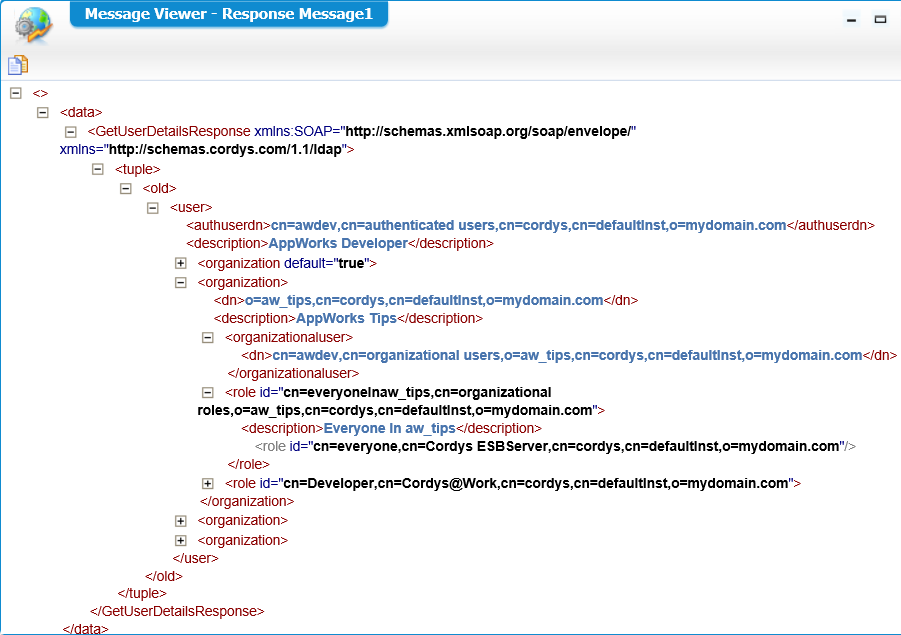 Message Viewer - Response Message1
<>
<data>
<GetUserDetailsResponse xmlns:SOAP="http://schemas.xmlsoap.org/soap/envelope/"
xmlns="http://schemas.cordys.com/1.1/ldap">
<tuple>
<old>
<user>
<authuserdn>cn=awdev,cn=authenticated users,cn=cordys,cn=defaultInst,o=mydomain.com</authuserdn>
<description>AppWorks Developer</description>
<organization default="true">
<organization>
<dn>o=aw_tips,cn=cordys,cn=defaultInst,o=mydomain.com</dn>
<description>AppWorks Tips</description>
<organizationaluser>
<dn>cn=awdev,cn=organizational users,o=aw_tips,cn=cordys,cn=defaultInst,o=mydomain.com</dn>
</organizationaluser>
<role id="cn=everyoneInaw_tips,cn=organizational
roles,o=aw_tips,cn=cordys,cn=defaultInst,o=mydomain.com">
<description>Everyone In aw_tips</description>
<role id="cn=everyone,cn=Cordys ESBServer,cn=cordys,cn=defaultInst,o=mydomain.com"/>
</role>
<role id="cn=Developer,cn=Cordys@Work,cn=cordys,cn=defaultInst,o=mydomain.com">
</organization>
<organization>
<organization>
</user>
</old>
</tuple>
</GetUserDetailsResponse>
</data>